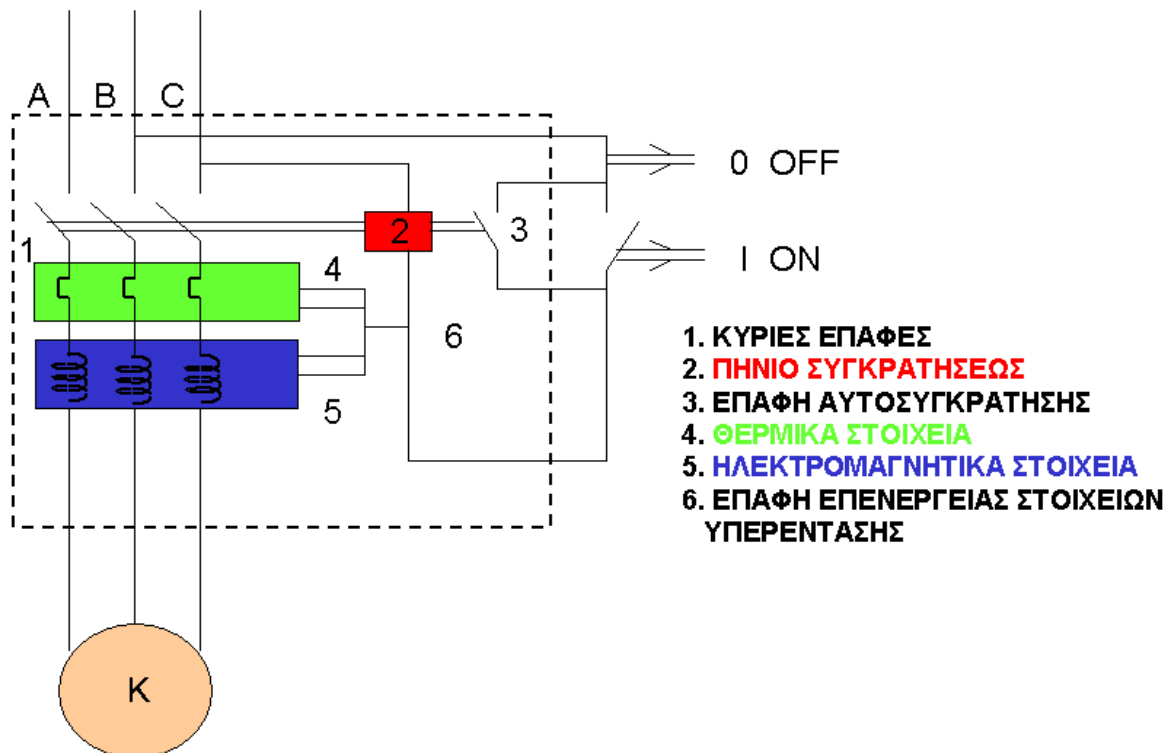 A B C
0 OFF
2
3
1
I ON
4
6
5
1. ΚΥΡΙΕΣ ΕΠΑΦΕΣ
2. ΠΗΝΙΟ ΣΥΓΚΡΑΤΗΣΕΩΣ
3. ΕΠΑΦΗ ΑΥΤΟΣΥΓΚΡΑΤΗΣΗΣ
4. ΘΕΡΜΙΚΑ ΣΤΟΙΧΕΙΑ
5. ΗΛΕΚΤΡΟΜΑΓΝΗΤΙΚΑ ΣΤΟΙΧΕΙΑ
6. ΕΠΑΦΗ ΕΠΕΝΕΡΓΕΙΑΣ ΣΤΟΙΧΕΙΩΝ
ΥΠΕΡΕΝΤΑΣΗΣ
K